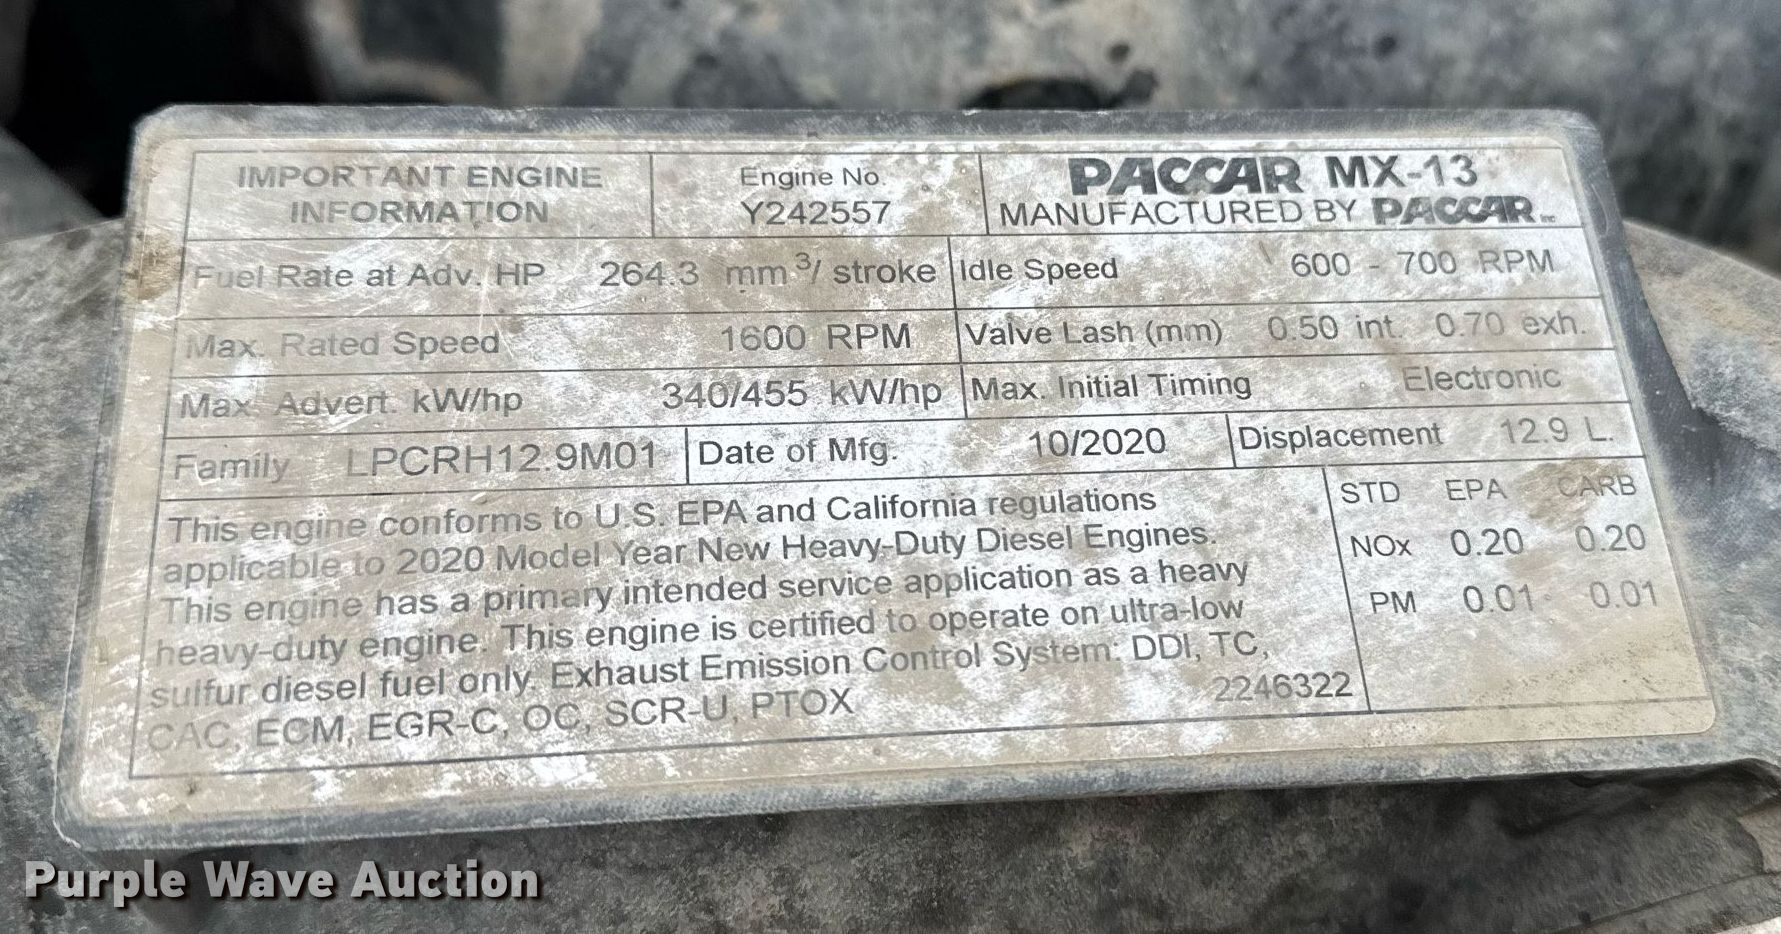 IMPORTANT ENGINE INFORMATION
Engine No. Y242557
PACCAR MX-13
MANUFACTURED BY PACCAR INC
Fuel Rate at Adv. HP 264.3 mm³/ stroke
Idle Speed 600 - 700 RPM
Max. Rated Speed 1600 RPM
Valve Lash (mm) 0.50 int. 0.70 exh.
Max. Advert. kW/hp 340/455 kW/hp
Max. Initial Timing Electronic
Family LPCRH12.9M01
Date of Mfg. 10/2020
Displacement 12.9 L.
This engine conforms to U.S. EPA and California regulations
applicable to 2020 Model Year New Heavy-Duty Diesel Engines.
This engine has a primary intended service application as a heavy
heavy-duty engine. This engine is certified to operate on ultra-low
sulfur diesel fuel only. Exhaust Emission Control System: DDI, TC,
CAC, ECM, EGR-C, OC, SCR-U, PTOX
2246322
STD EPA CARB
NOx 0.20 0.20
PM 0.01 0.01
Purple Wave Auction